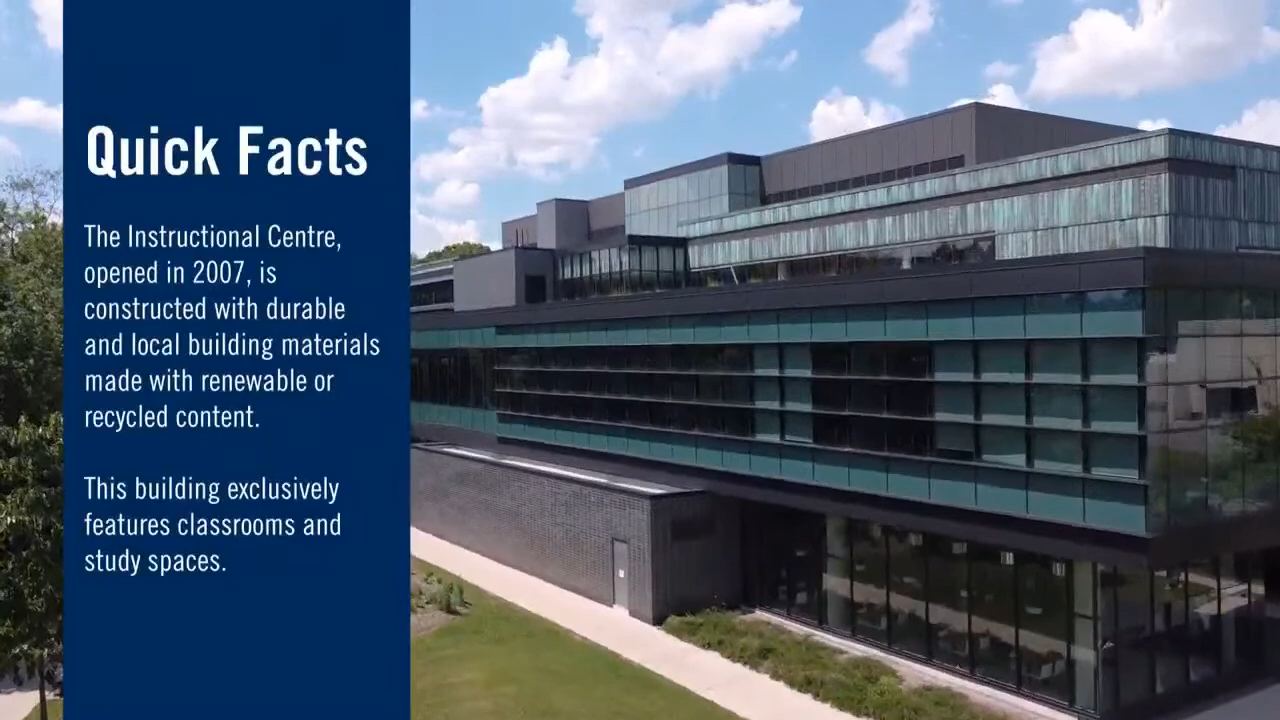 Quick Facts
The Instructional Centre,
opened in 2007, is
constructed with durable
and local building materials
made with renewable or
recycled content.
This building exclusively
features classrooms and
study spaces.